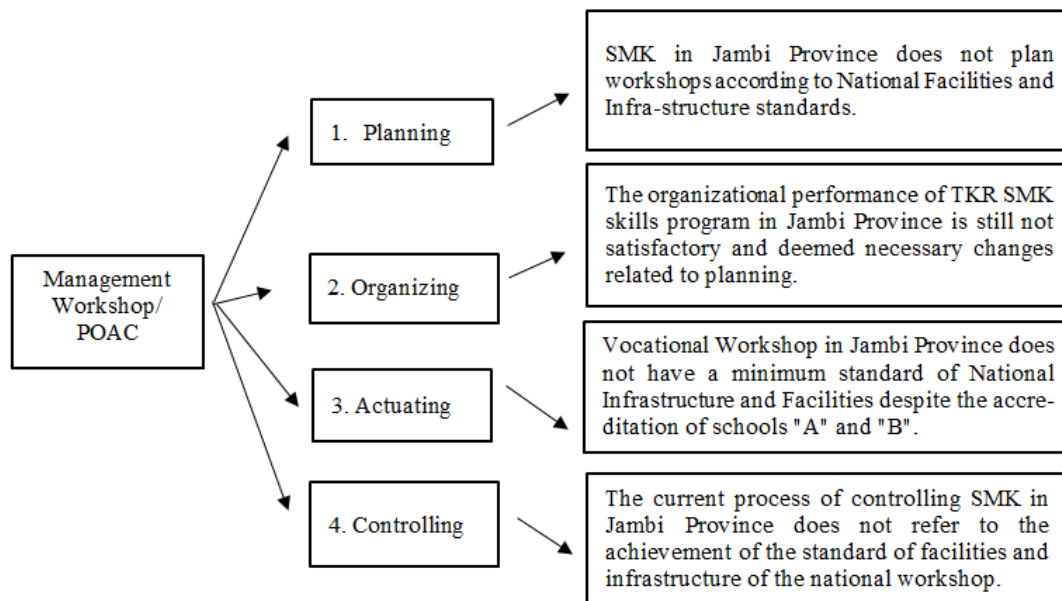 SMK in Jambi Province does not plan
workshops according to National Facilities and
Infra-structure standards.
1. Planning
The organizational performance of TKR SMK
skills program in Jambi Province is still not
satisfactory and deemed necessary changes
related to planning.
Management
Workshop/
POAC
2. Organizing
Vocational Workshop in Jambi Province does
not have a minimum standard of National
Infrastructure and Facilities despite the accre-
ditation of schools "A" and "B".
3. Actuating
The current process of controlling SMK in
Jambi Province does not refer to the
achievement of the standard of facilities and
infrastructure of the national workshop.
4. Controlling